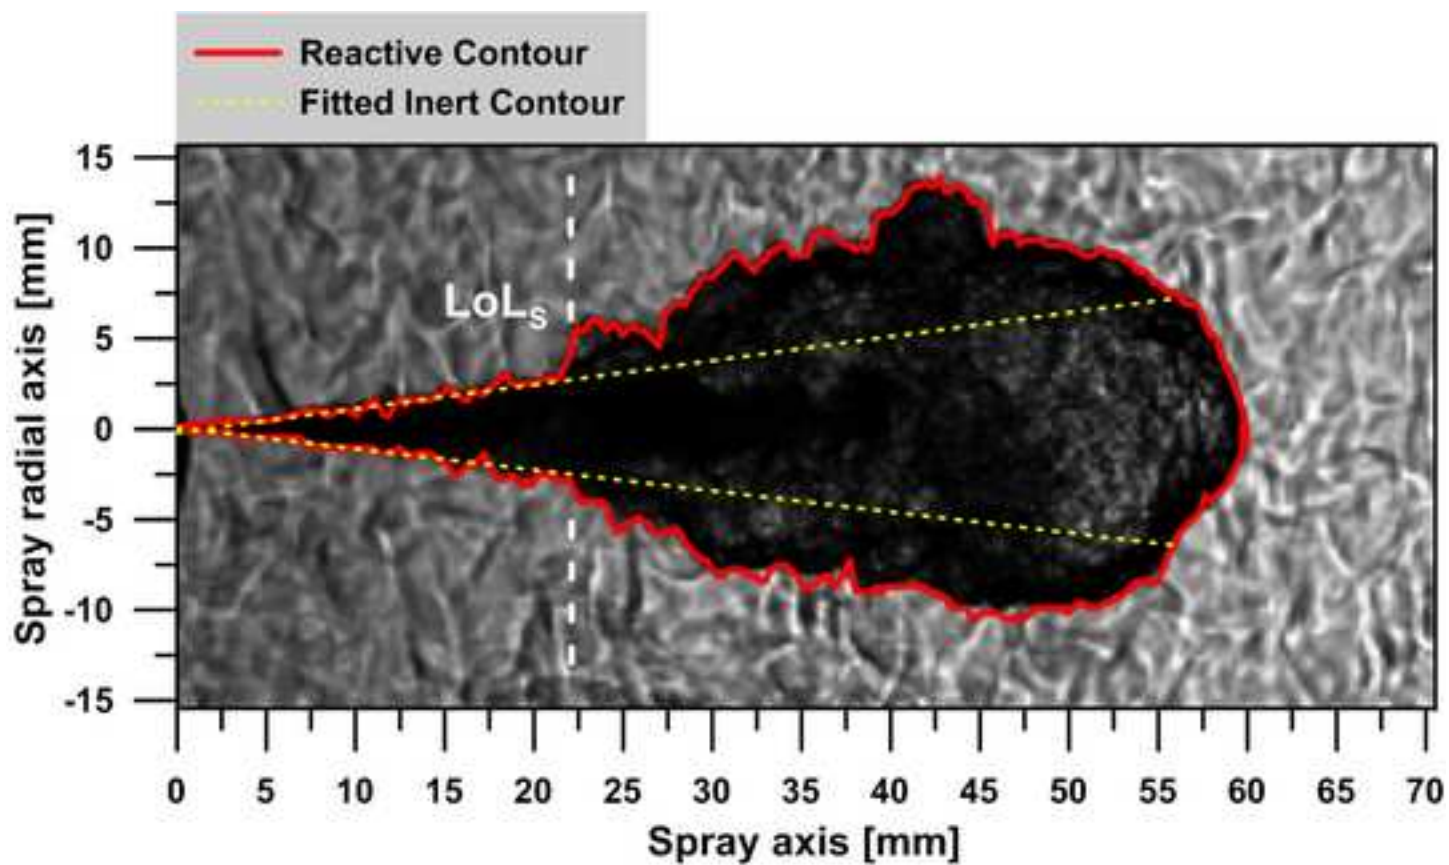 Reactive Contour
Fitted Inert Contour
15
10
5
0
-5
-10
-15
Spray radial axis [mm]
LoLS
0 5 10 15 20 25 30 35 40 45 50 55 60 65 70
Spray axis [mm]